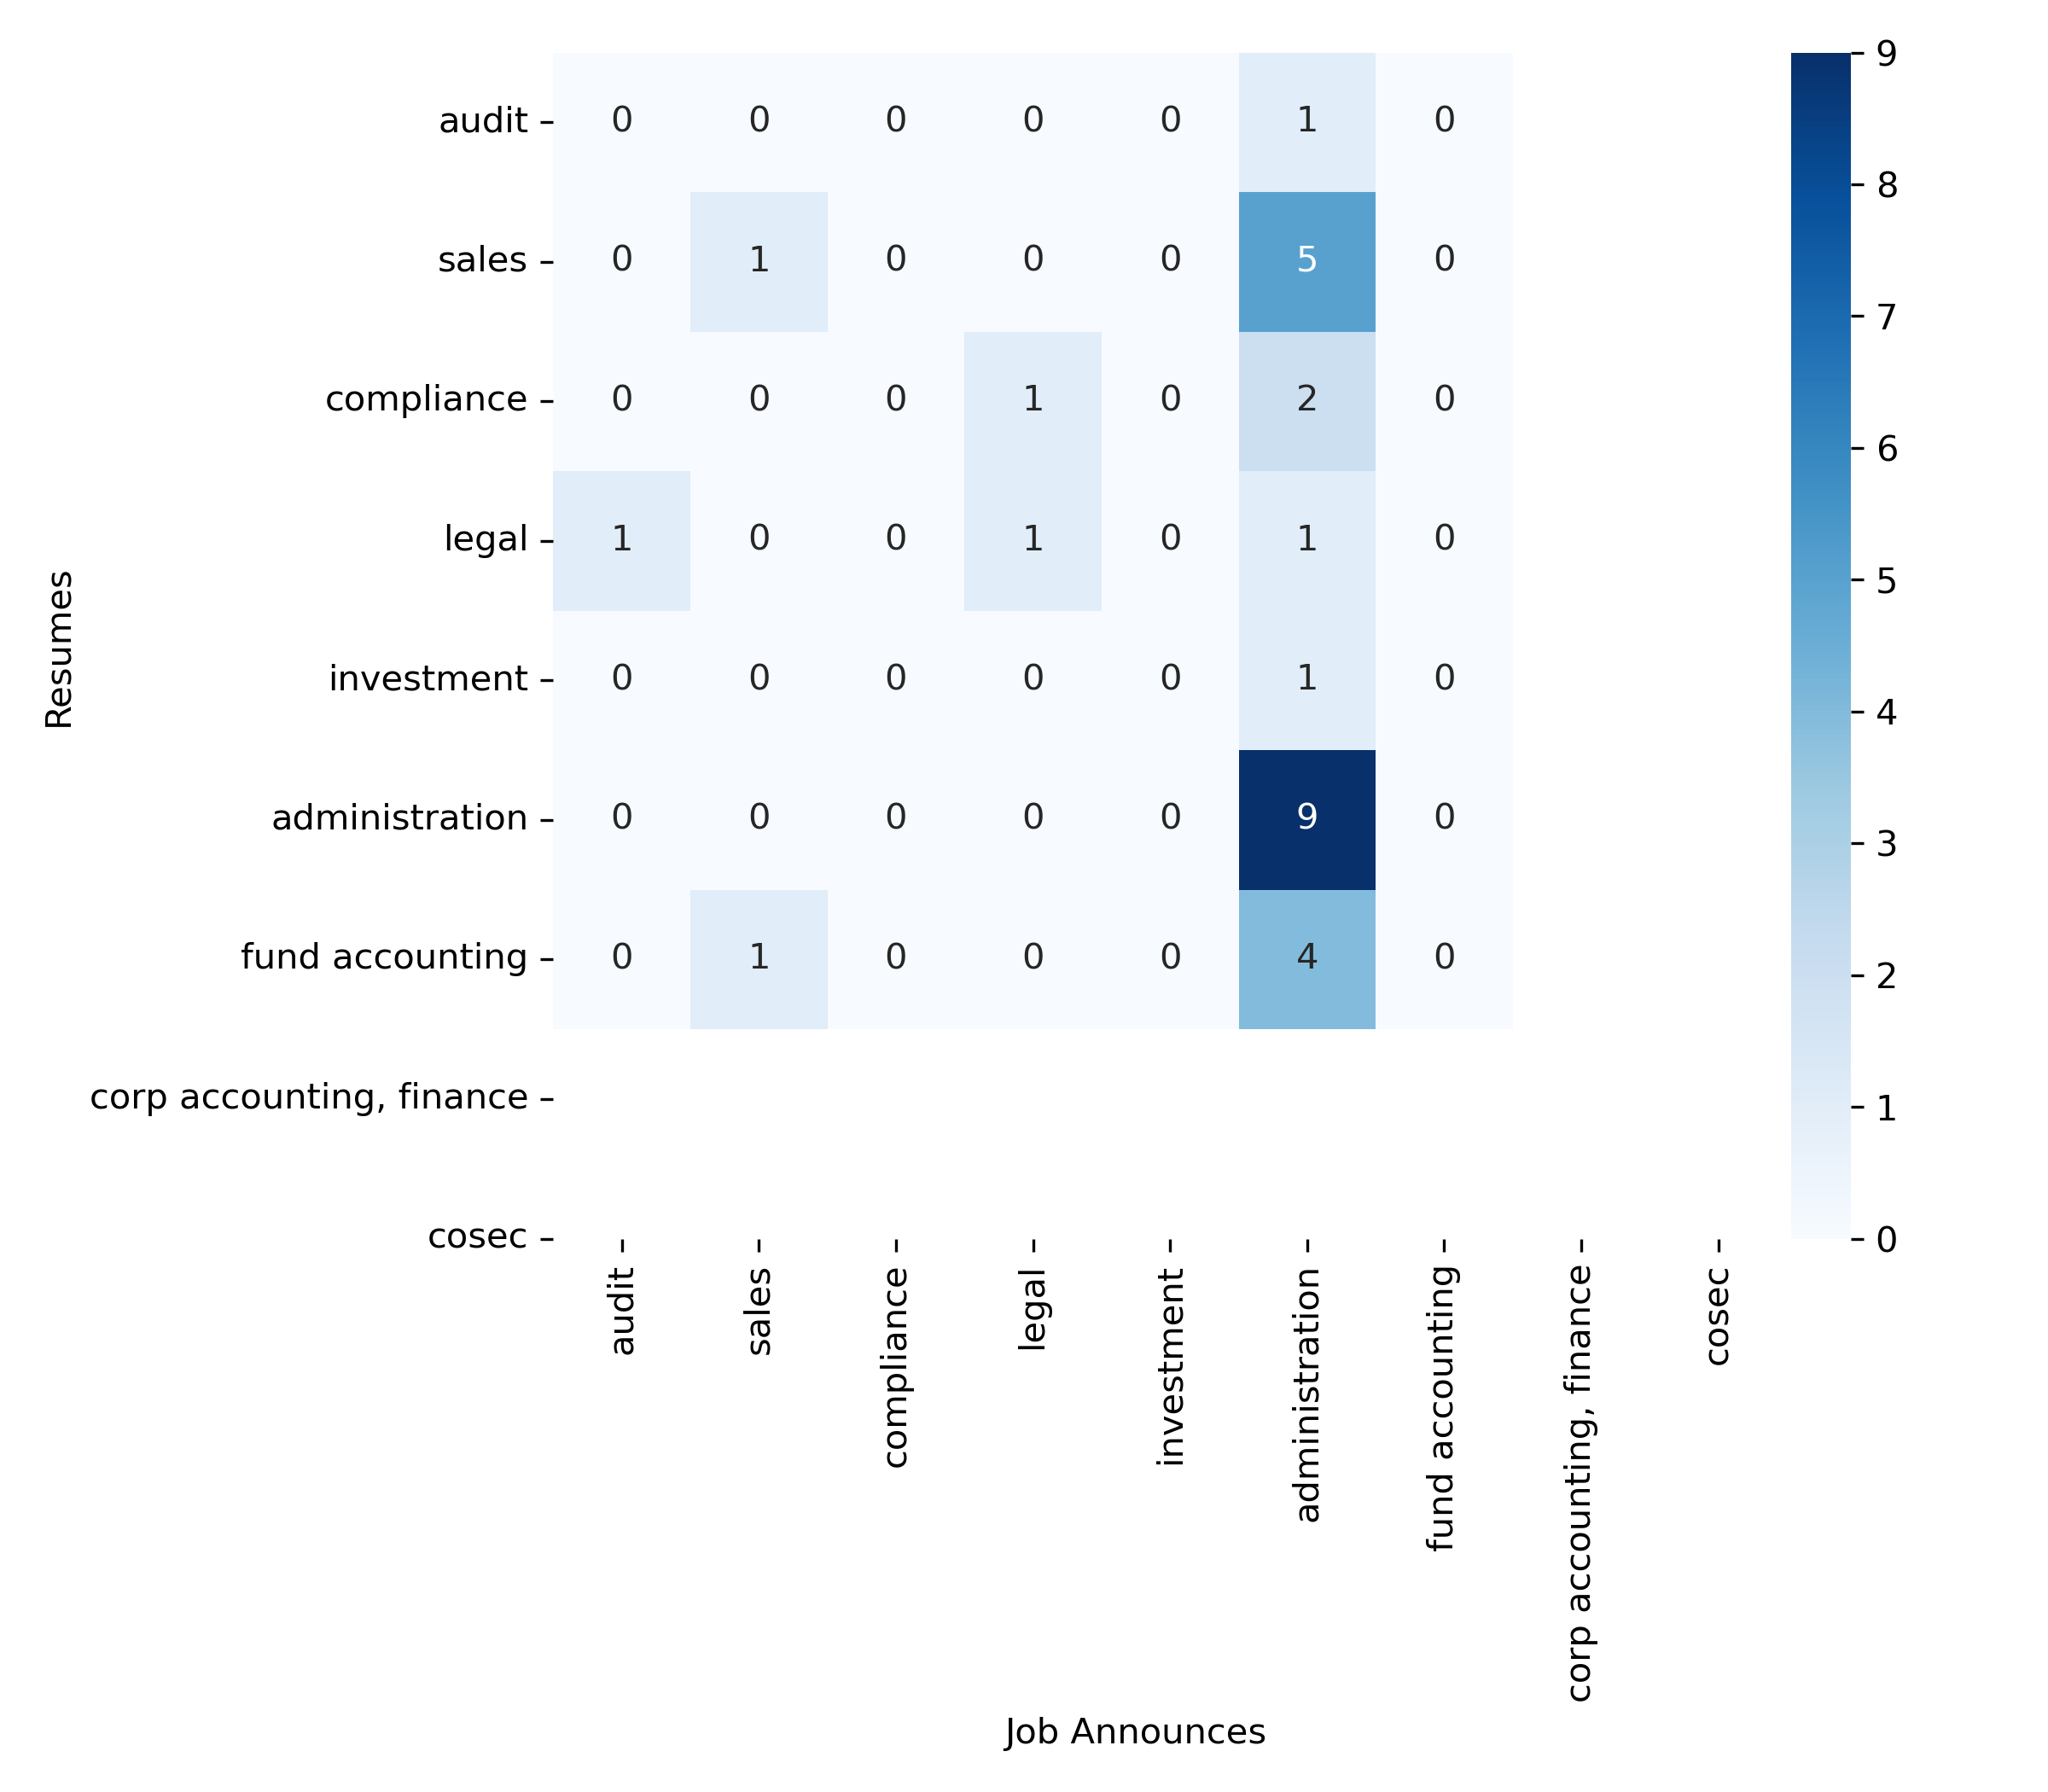 audit 0 0 0 0 0 1 0
sales 0 1 0 0 0 5 0
compliance 0 0 0 1 0 2 0
legal 1 0 0 1 0 1 0
investment 0 0 0 0 0 1 0
administration 0 0 0 0 0 9 0
fund accounting 0 1 0 0 0 4 0
corp accounting, finance
cosec
Resumes
audit
sales
compliance
legal
investment
administration
fund accounting
corp accounting, finance
cosec
Job Announces
9
8
7
6
5
4
3
2
1
0